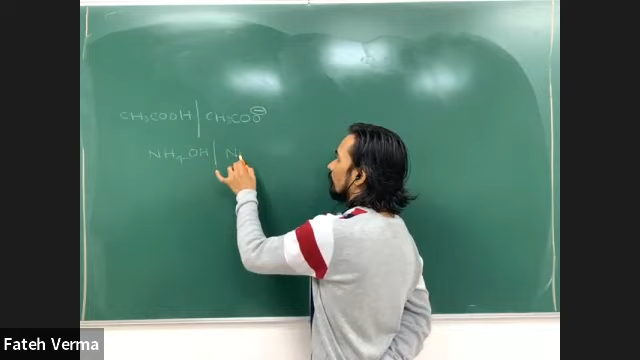 CH₃COOH | CH₃COO⊖
NH₄OH | N
Fateh Verma